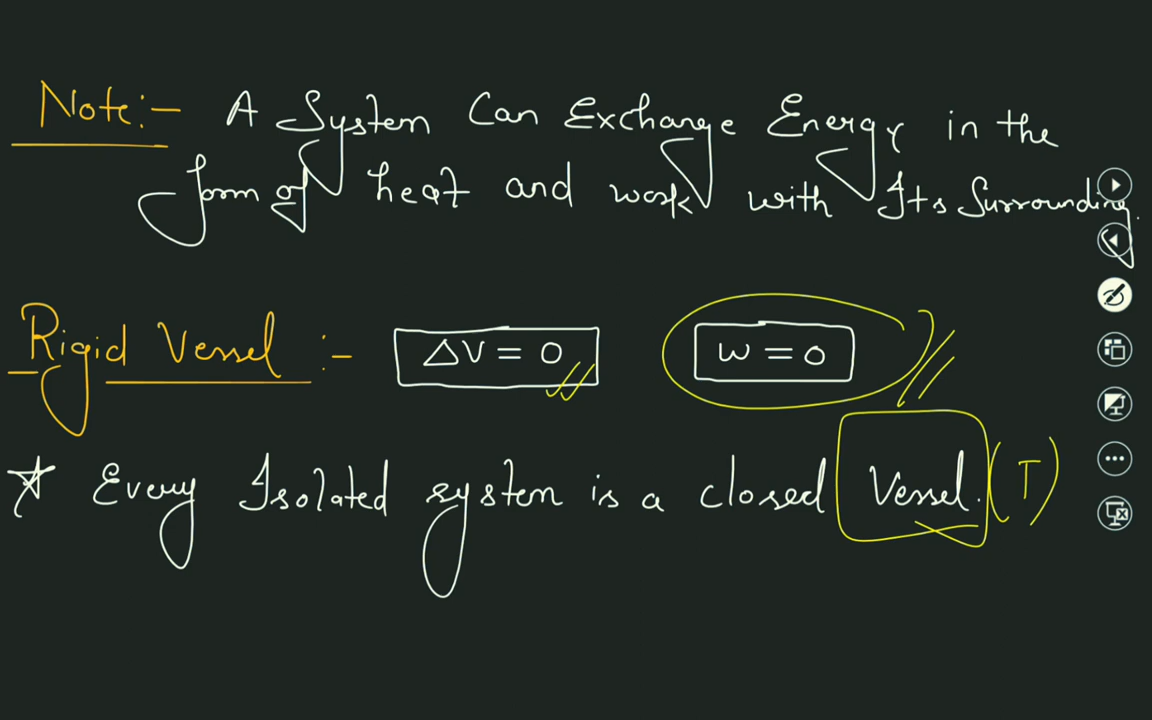 Note:- A System Can Exchange Energy in the
form of heat and work with Its Surrounding.
Rigid Vessel :- ΔV = 0 w = 0
☆ Every Isolated system is a closed Vessel. (T)